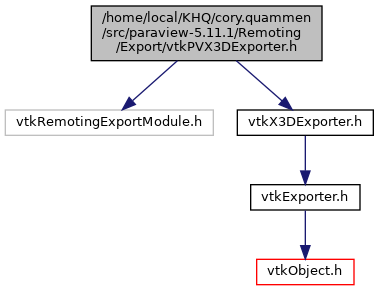 /home/local/KHQ/cory.quammen
/src/paraview-5.11.1/Remoting
/Export/vtkPVX3DExporter.h
vtkRemotingExportModule.h
vtkX3DExporter.h
vtkExporter.h
vtkObject.h